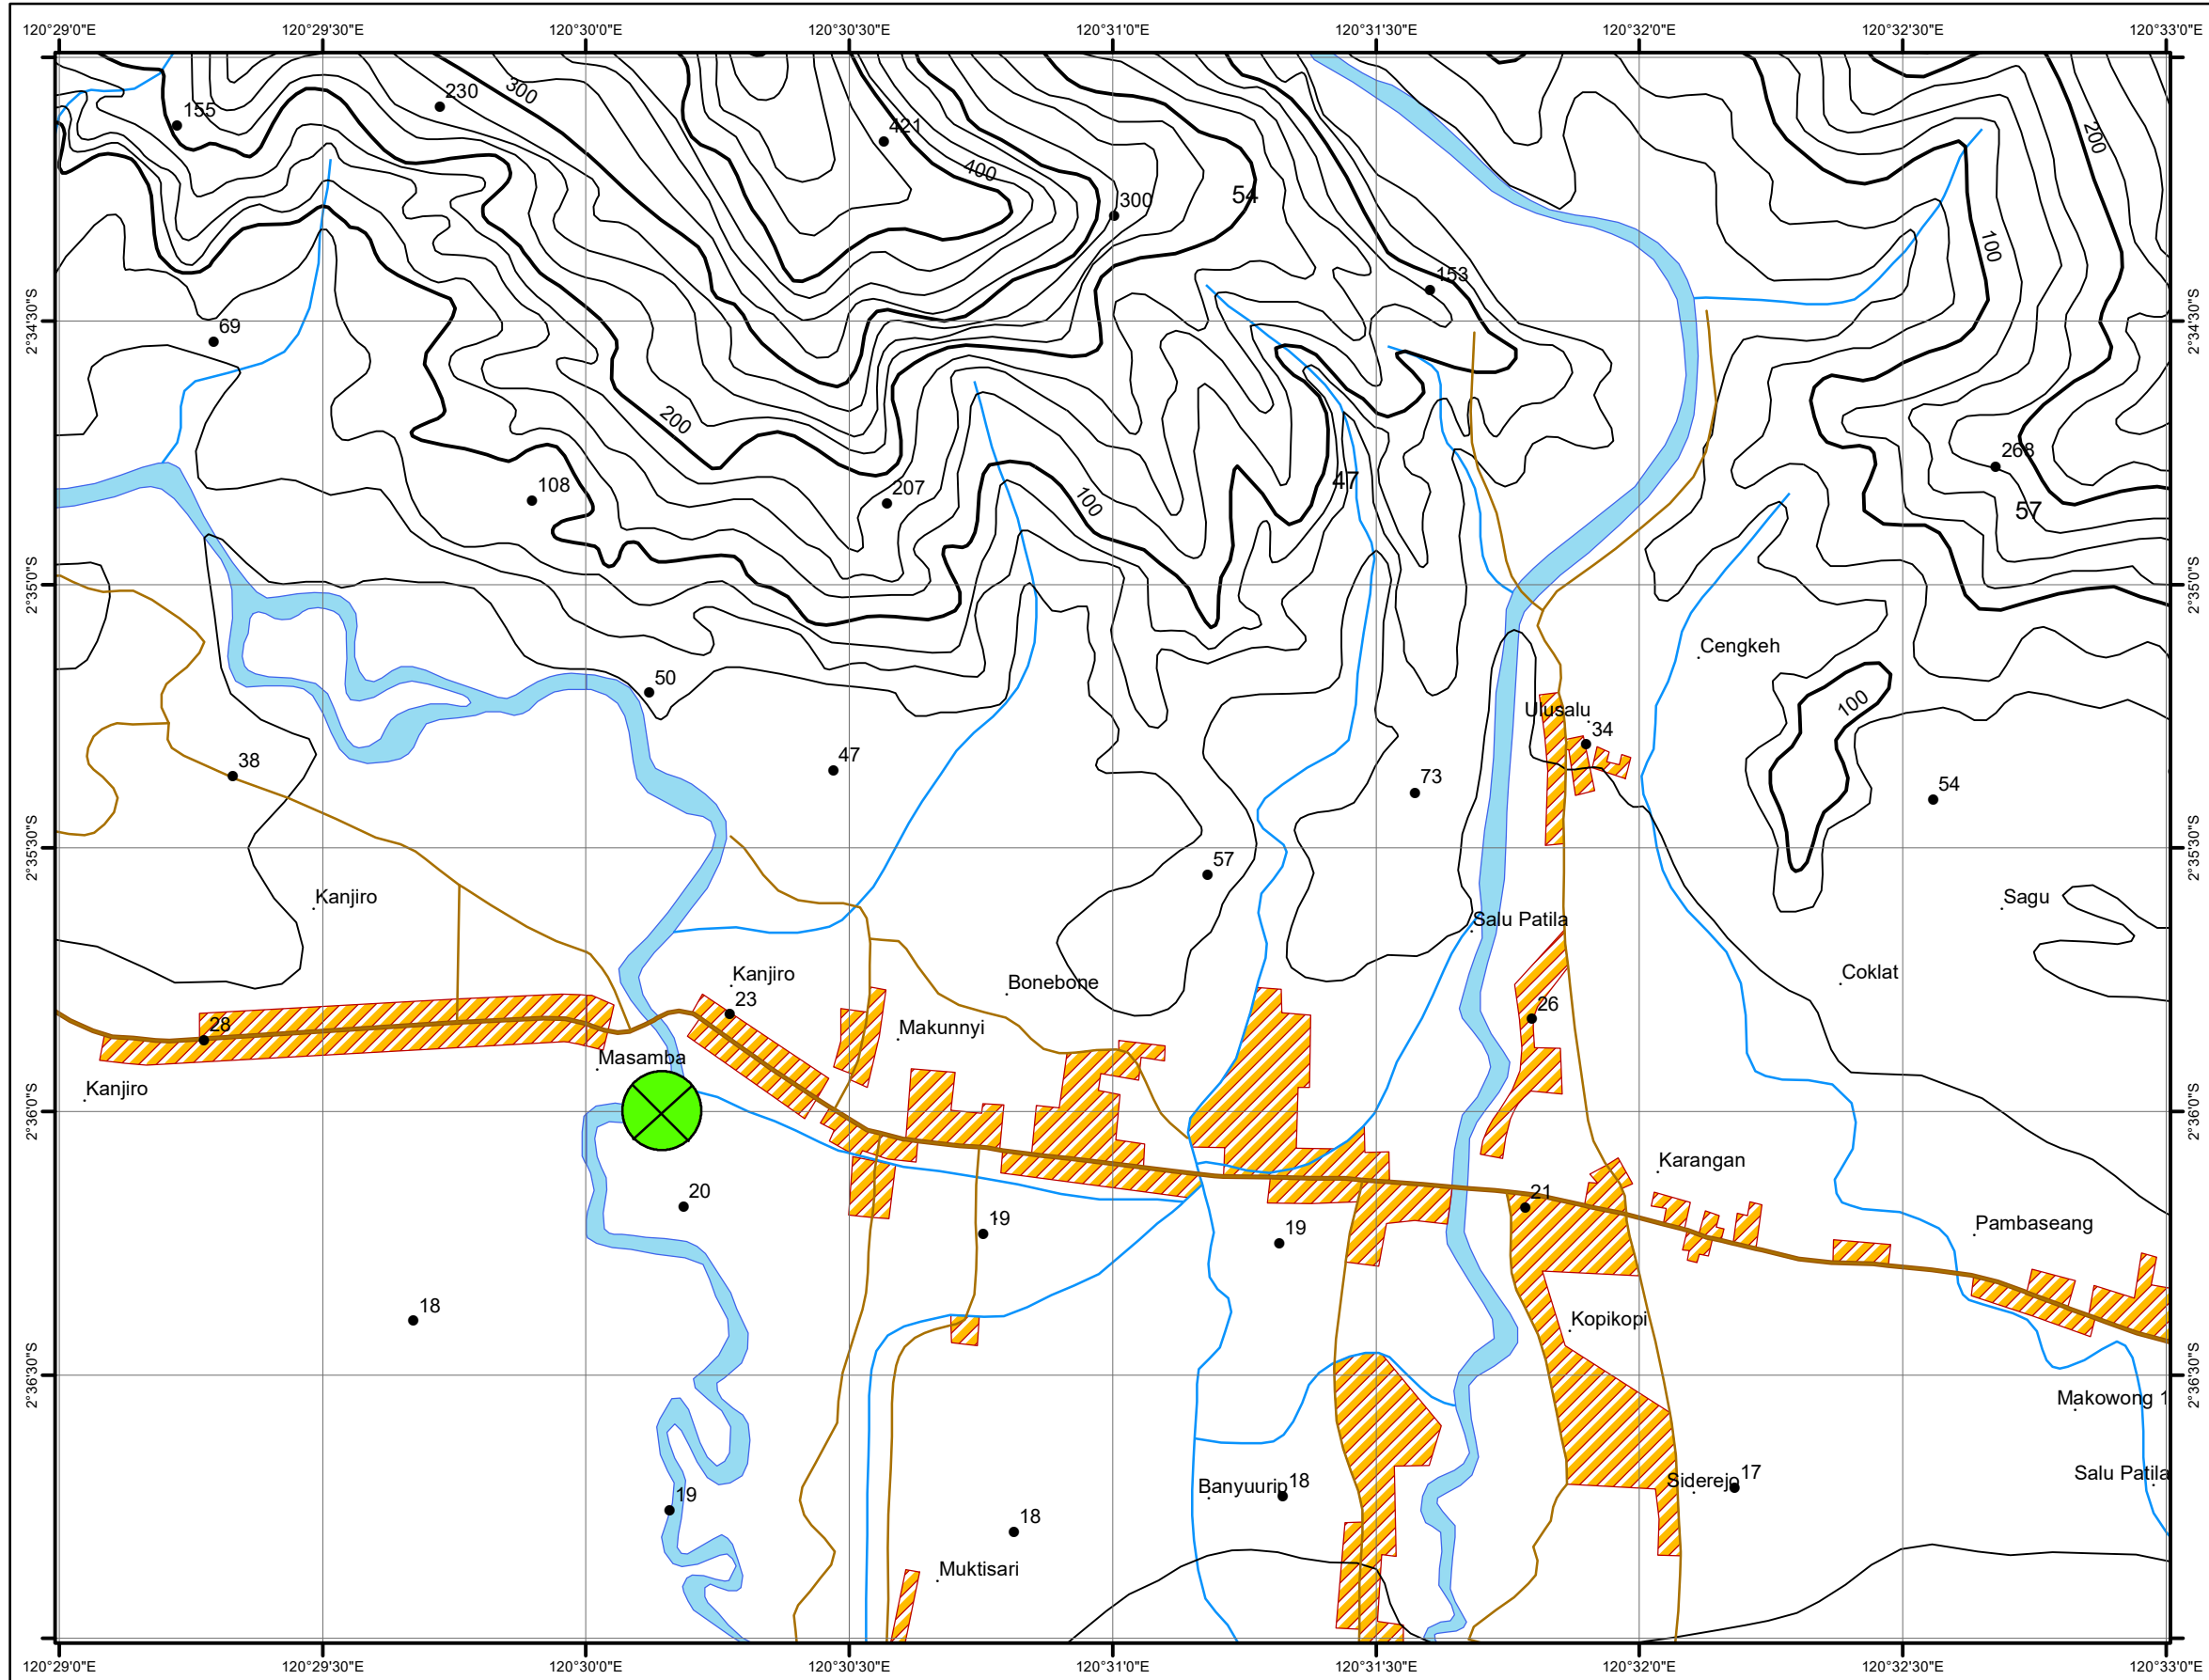 120°29'0"E 120°29'30"E 120°30'0"E 120°30'30"E 120°31'0"E 120°31'30"E 120°32'0"E 120°32'30"E 120°33'0"E
230
300
155
421
200
400
300
54
100
153
2°34'30"S 2°34'30"S
69
200
268
47
108
207
100
57
2°35'0"S 2°35'0"S
Cengkeh
50
100
Ulusalu
34
47
38
73
54
2°35'30"S 2°35'30"S
57
Kanjiro
Sagu
Salu Patila
Kanjiro
Coklat
Bonebone
23
26
28
Makunnyi
Masamba
Kanjiro
2°36'0"S 2°36'0"S
Karangan
20
21
19
19
Pambaseang
18
Kopikopi
2°36'30"S 2°36'30"S
Makowong 1
Salu Patila
17
Siderejo
Banyuurip
18
19
18
Muktisari
120°29'0"E 120°29'30"E 120°30'0"E 120°30'30"E 120°31'0"E 120°31'30"E 120°32'0"E 120°32'30"E 120°33'0"E